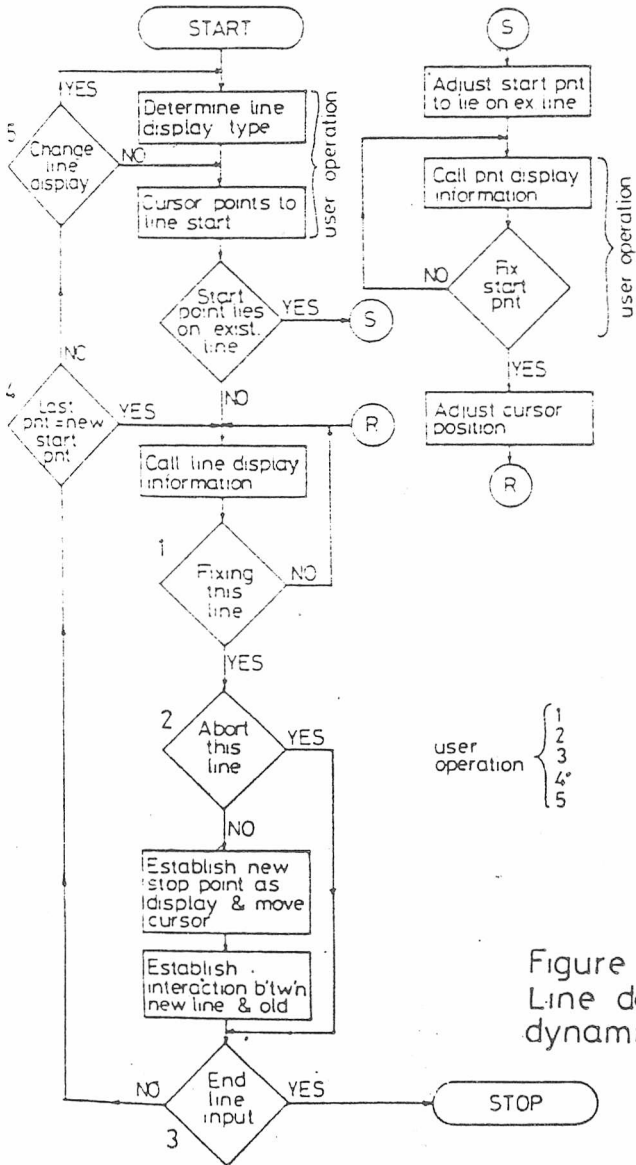 START
YES
5
Change
line
display
NO
Determine line
display type
Cursor points to
line start
user operation
Start
point lies
on exist.
line
YES
S
NO
NO
Last
pnt =new
start
pnt
YES
R
Call line display
information
1
Fixing
this
line
NO
YES
2
Abort
this
line
YES
NO
Establish new
stop point as
display & move
cursor
Establish
interaction b'tw'n
new line & old
NO
End
line
input
YES
3
STOP
S
Adjust start pnt
to lie on ex line
Call pnt display
information
user operation
NO
Fix
start
pnt
YES
Adjust cursor
position
R
user
operation
1
2
3
4
5
Figure
Line